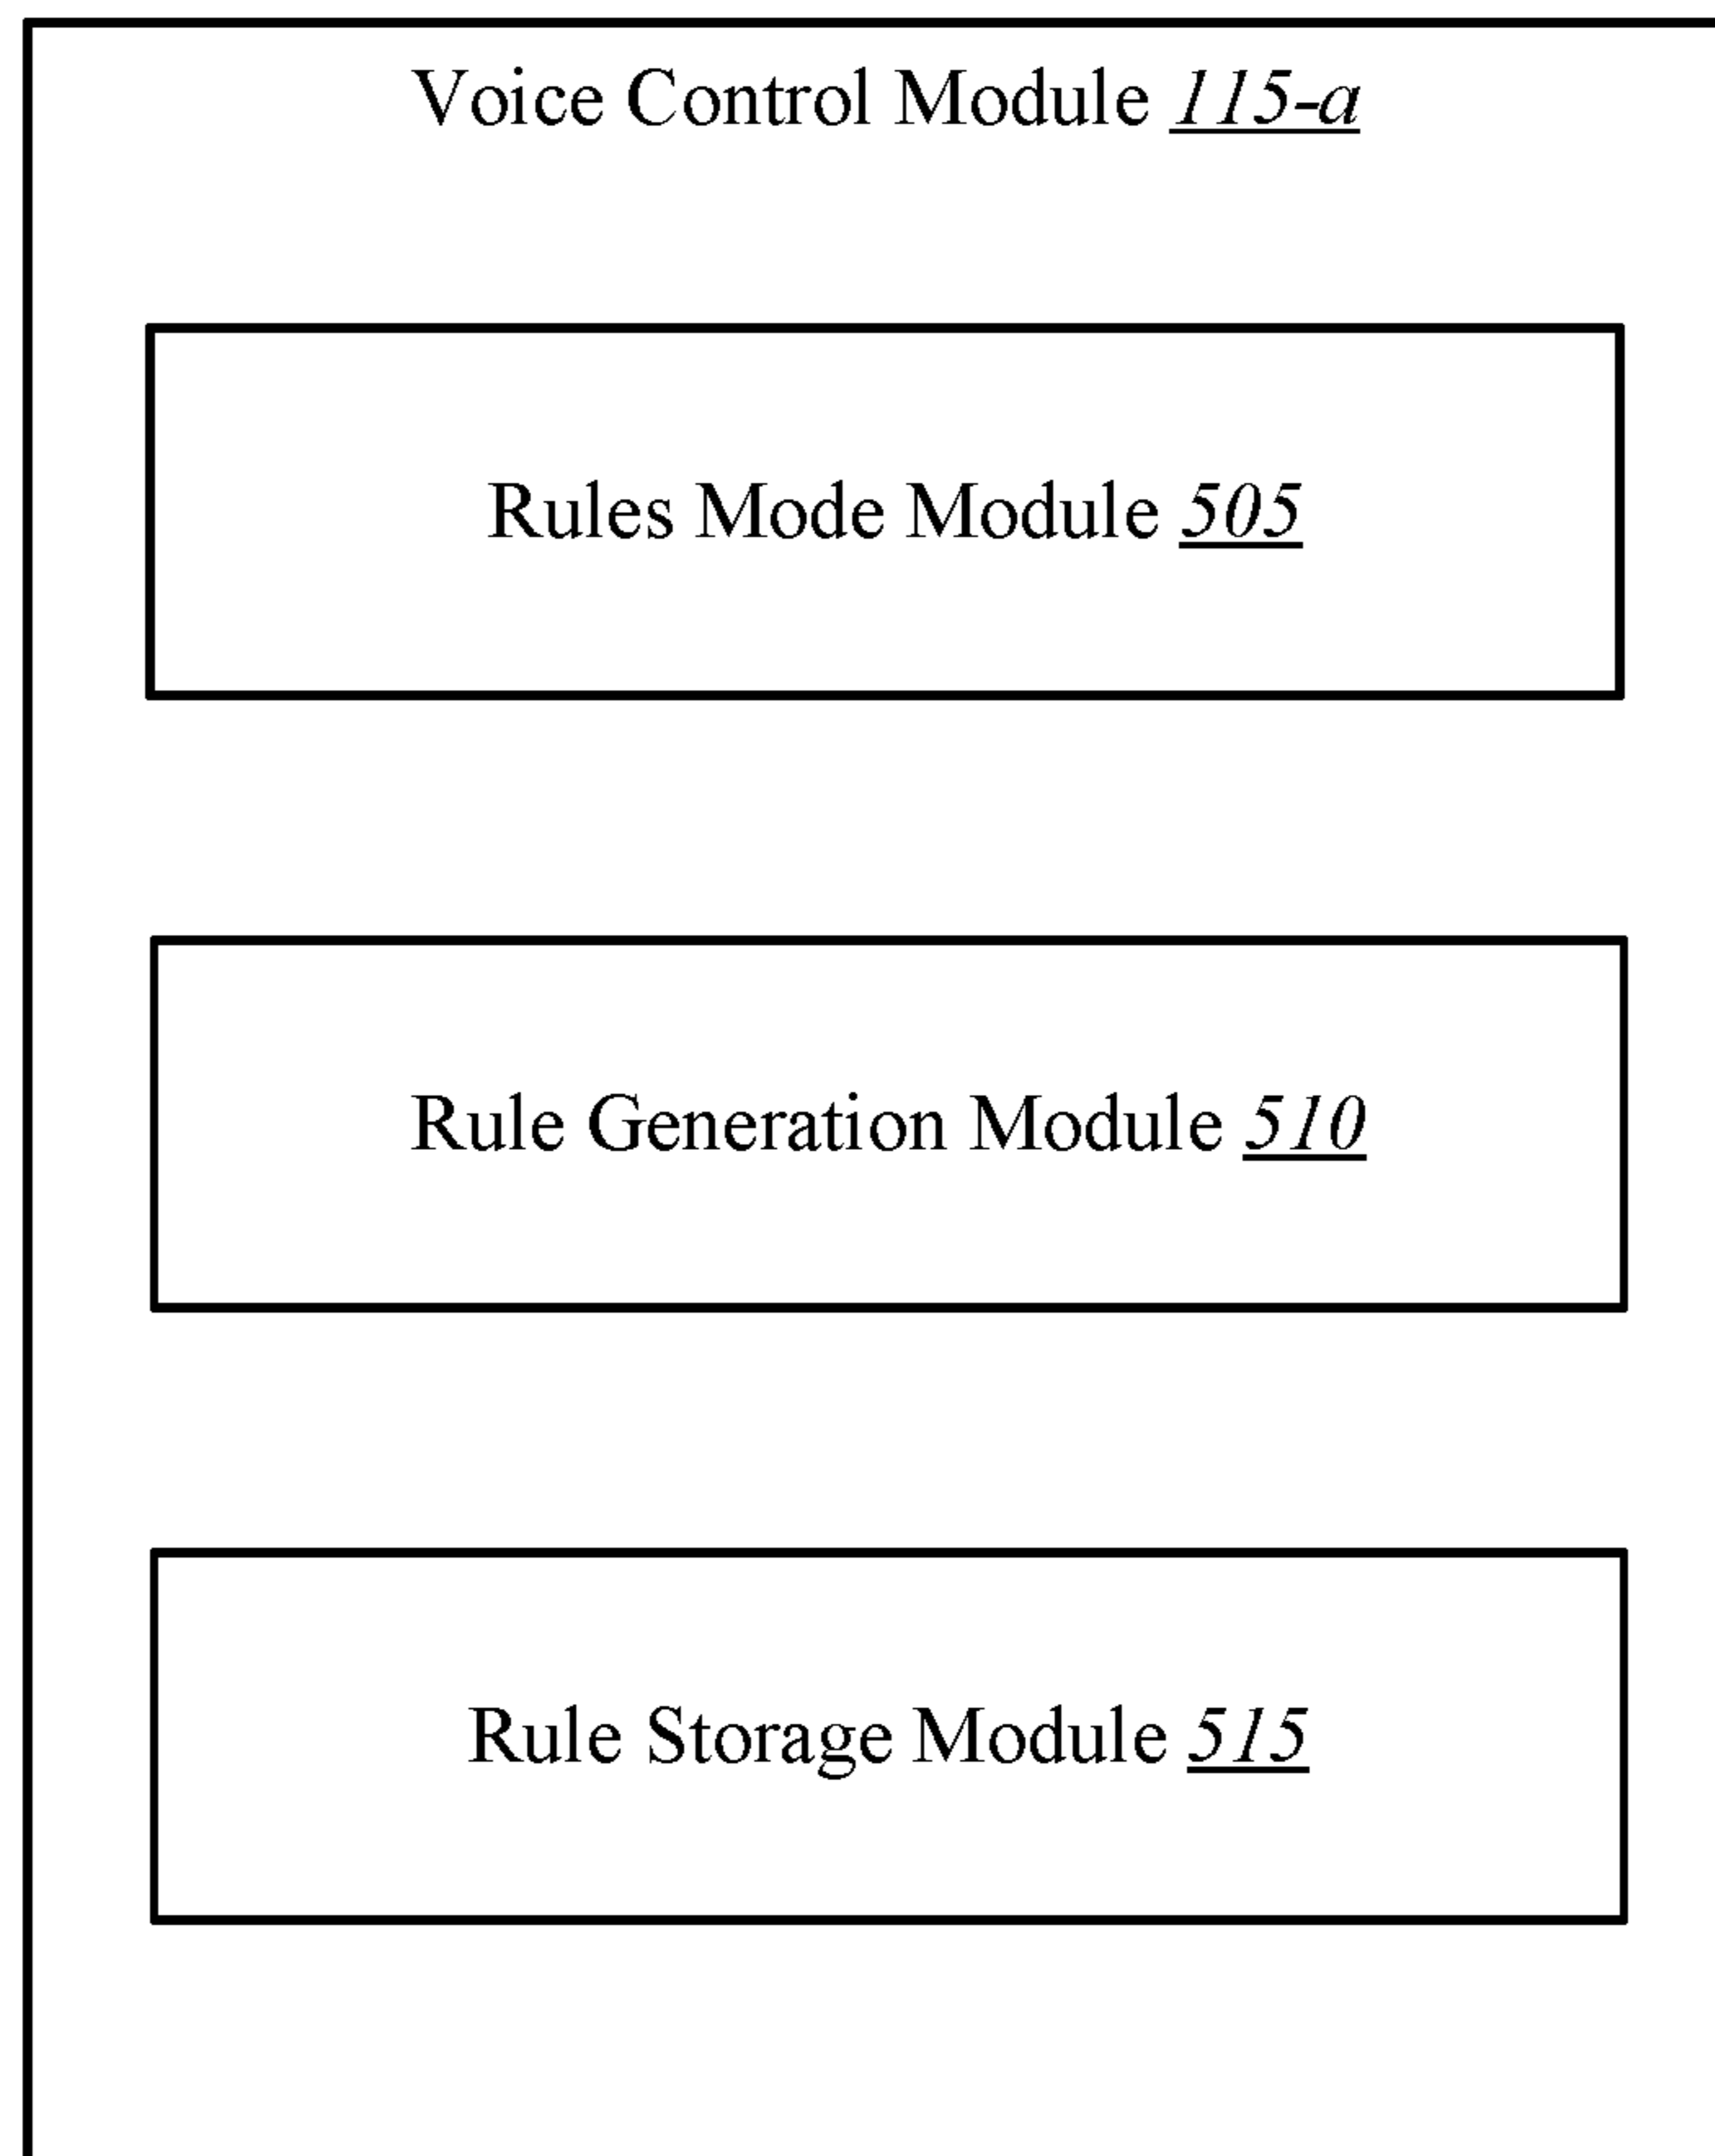 Voice Control Module 115-a
Rules Mode Module 505
Rule Generation Module 510
Rule Storage Module 515